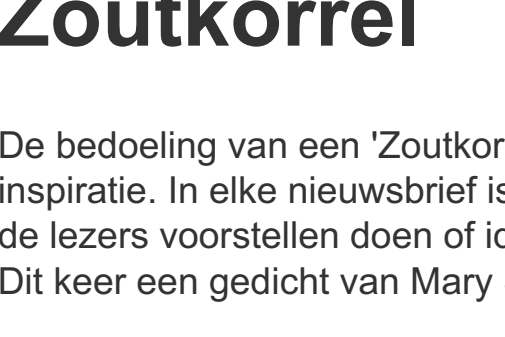 Zoutkorrel
De bedoeling van een 'Zoutkor
inspiratie. In elke nieuwsbrief is
de lezers voorstellen doen of id
Dit keer een gedicht van Mary